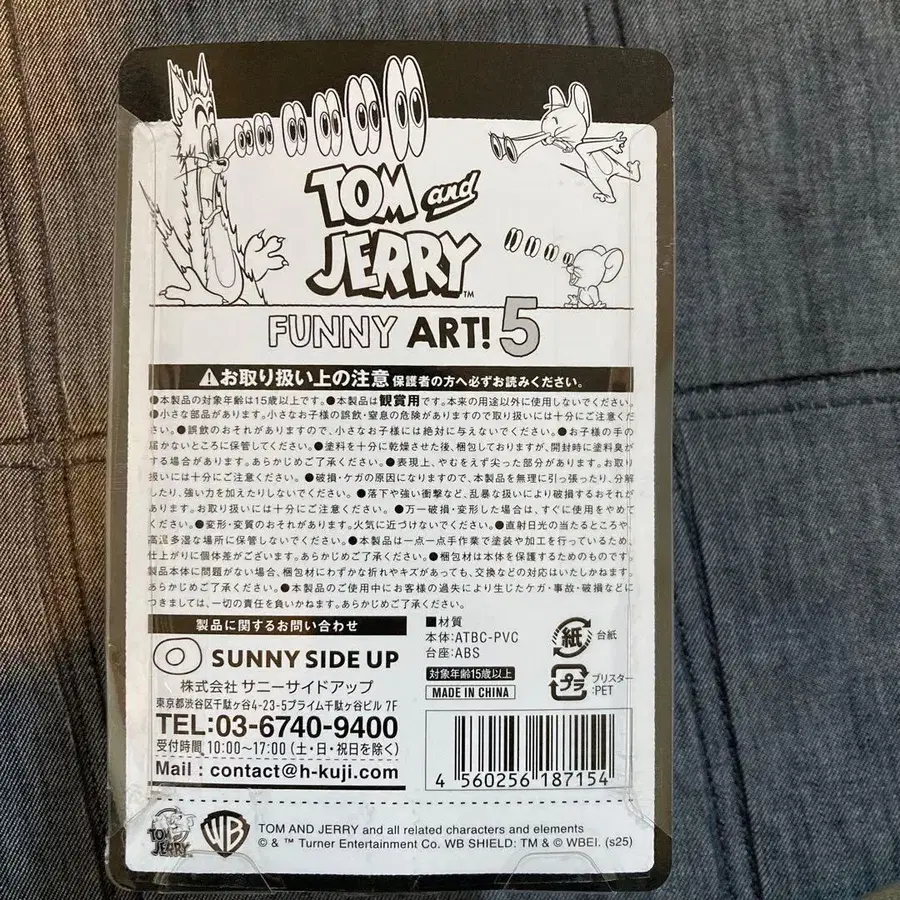 TOM and
JERRY™
FUNNY ART! 5
⚠お取り扱い上の注意 保護者の方へ必ずお読みください。
●本製品の対象年齢は15歳以上です。●本製品は観賞用です。本来の用途以外に使用しないでください。
●小さな部品があります。小さなお子様の誤飲・窒息の危険がありますので取り扱いには十分にご注意くだ
さい。●誤飲のおそれがありますので、小さなお子様には絶対に与えないでください。●お子様の手の
届かないところに保管してください。●塗料を十分に乾燥させた後、梱包しておりますが、開封時に塗料臭が
する場合があります。あらかじめご了承ください。●表現上、やむをえず尖った部分があります。お取り
扱いには十分にご注意ください。●破損・ケガの原因になりますので、本製品を無理に引っ張ったり、分解
したり、強い力を加えたりしないでください。●落下や強い衝撃など、乱暴な扱いにより破損するおそれが
あります。お取り扱いには十分にご注意ください。●万一破損・変形した場合は、すぐに使用をやめて
ください。●変形・変質のおそれがあります。火気に近づけないでください。●直射日光の当たるところや、
高温多湿な場所に保管しないでください。●本製品は一点一点手作業で塗装や加工を行っているため、
仕上がりに個体差がございます。あらかじめご了承ください。●梱包材は本体を保護するためのものです。
製品本体に問題がない場合、梱包材にわずかな折れやキズがあっても、交換などの対応はいたしかねます。
あらかじめご了承ください。●本製品のご使用中にお客様の過失により生じたケガ・事故・破損などに
つきましては、一切の責任を負いかねます。あらかじめご了承ください。
製品に関するお問い合わせ
SUNNY SIDE UP
株式会社 サニーサイドアップ
東京都渋谷区千駄ヶ谷4-23-5プライム千駄ヶ谷ビル 7F
TEL:03-6740-9400
受付時間 10:00〜17:00（土・日・祝日を除く）
Mail : contact@h-kuji.com
■材質
本体:ATBC-PVC
台座:ABS
対象年齢15歳以上
MADE IN CHINA
紙 台紙
プラ ブリスター
:PET
4 560256 187154
TOM and
JERRY
WB
TOM AND JERRY and all related characters and elements
© & ™ Turner Entertainment Co. WB SHIELD: TM & © WBEI. (s25)